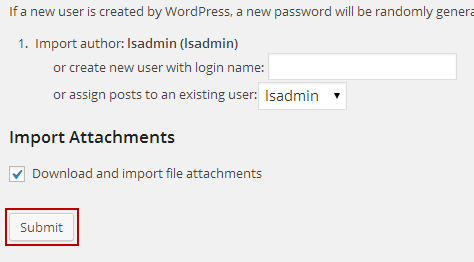 If a new user is created by WordPress, a new password will be randomly genera
1. Import author: lsadmin (lsadmin)
or create new user with login name:
or assign posts to an existing user: lsadmin
Import Attachments
Download and import file attachments
Submit